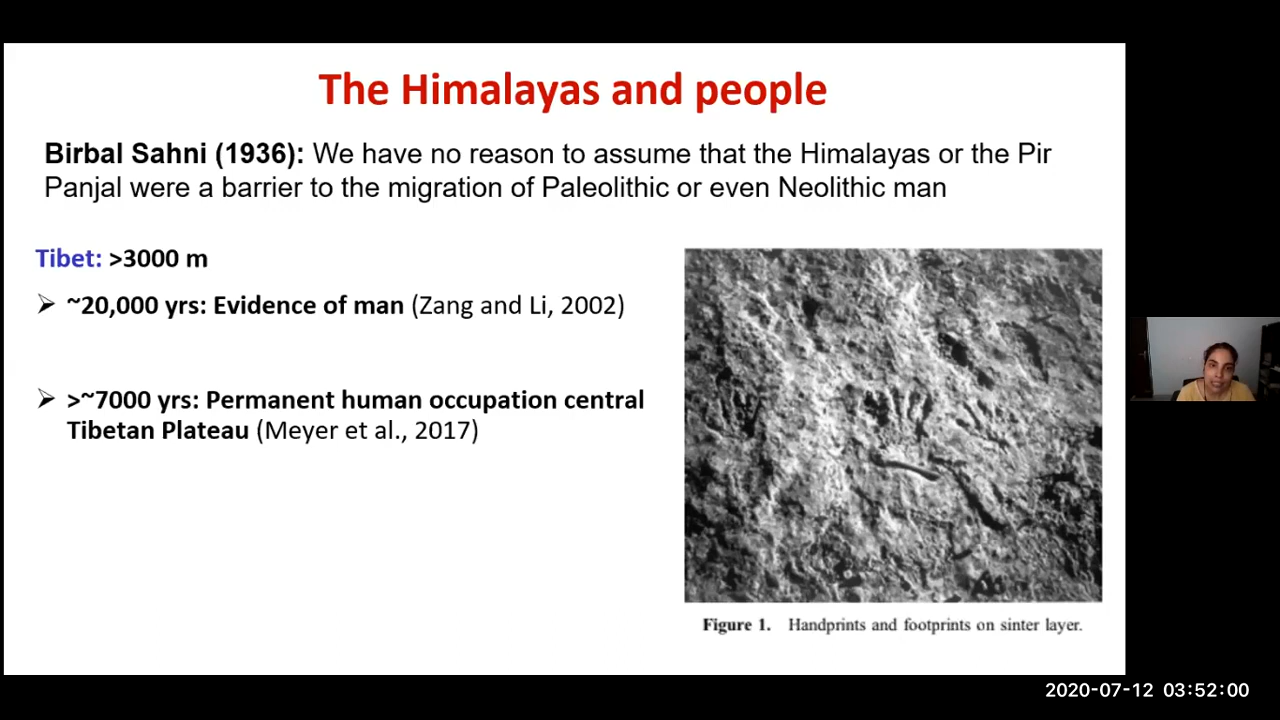 The Himalayas and people
Birbal Sahni (1936): We have no reason to assume that the Himalayas or the Pir
Panjal were a barrier to the migration of Paleolithic or even Neolithic man
Tibet: >3000 m
➢ ~20,000 yrs: Evidence of man (Zang and Li, 2002)
➢ >~7000 yrs: Permanent human occupation central
Tibetan Plateau (Meyer et al., 2017)
Figure 1. Handprints and footprints on sinter layer.
2020-07-12 03:52:00